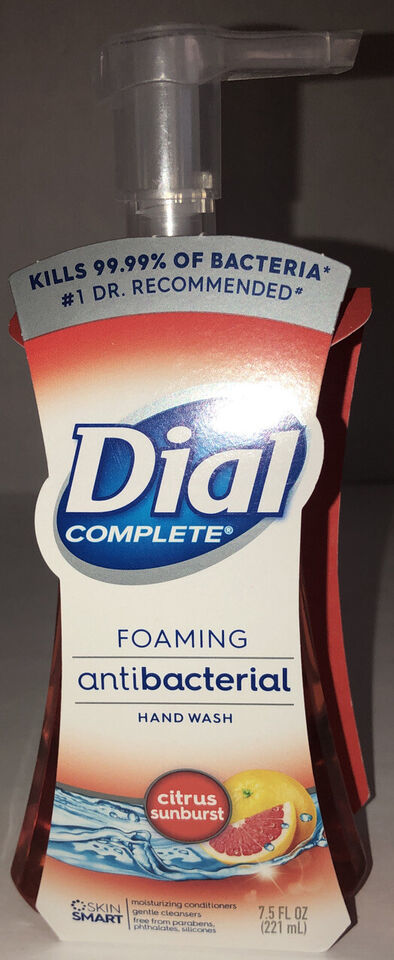 KILLS 99.99% OF BACTERIA*
#1 DR. RECOMMENDED#
Dial
COMPLETE®
FOAMING
antibacterial
HAND WASH
citrus
sunburst
SKIN
SMART
moisturizing conditioners
gentle cleansers
free from parabens,
phthalates, silicones
7.5 FL OZ
(221 mL)